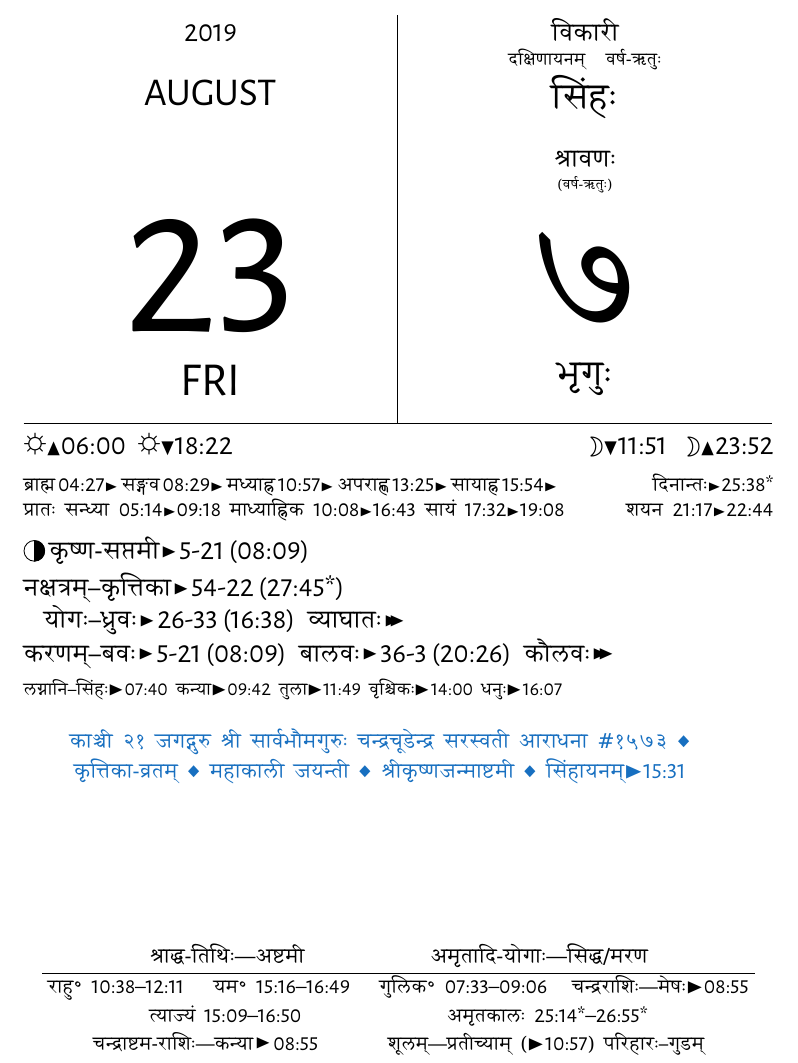 2019
AUGUST
23
FRI
विकारी
दक्षिणायनम् वर्ष-ऋतुः
सिंहः
श्रावणः
(वर्ष-ऋतुः)
७
भृगुः
☼▲06:00 ☼▼18:22 ☽▼11:51 ☽▲23:52
ब्राह्म 04:27► सङ्गव 08:29► मध्याह्न 10:57► अपराह्ण 13:25► सायाह्न 15:54► दिनान्तः►25:38*
प्रातः सन्ध्या 05:14►09:18 माध्याह्निक 10:08►16:43 सायं 17:32►19:08 शयन 21:17►22:44
◑ कृष्ण-सप्तमी►5-21 (08:09)
नक्षत्रम्–कृत्तिका►54-22 (27:45*)
योगः–ध्रुवः►26-33 (16:38) व्याघातः►►
करणम्–बवः►5-21 (08:09) बालवः►36-3 (20:26) कौलवः►►
लग्नानि–सिंहः►07:40 कन्या►09:42 तुला►11:49 वृश्चिकः►14:00 धनुः►16:07
काञ्ची २१ जगद्गुरु श्री सार्वभौमगुरुः चन्द्रचूडेन्द्र सरस्वती आराधना #१५७३ ◆
कृत्तिका-व्रतम् ◆ महाकाली जयन्ती ◆ श्रीकृष्णजन्माष्टमी ◆ सिंहायनम्►15:31
श्राद्ध-तिथिः—अष्टमी अमृतादि-योगाः—सिद्ध/मरण
राहु॰ 10:38–12:11 यम॰ 15:16–16:49 गुलिक॰ 07:33–09:06 चन्द्रराशिः—मेषः►08:55
त्याज्यं 15:09–16:50 अमृतकालः 25:14*–26:55*
चन्द्राष्टम-राशिः—कन्या►08:55 शूलम्—प्रतीच्याम् (►10:57) परिहारः–गुडम्